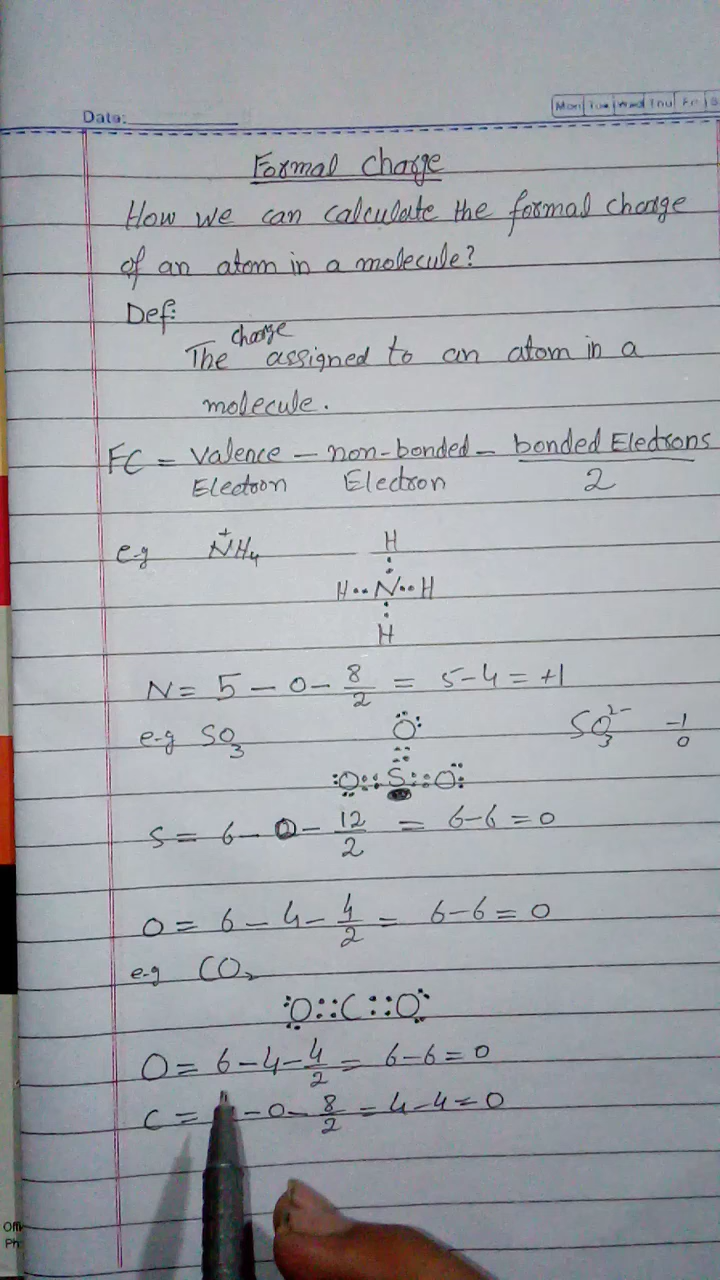 Date:
Mon Tue Wed Thu Fri S
Formal Charge
How we can calculate the formal charge
of an atom in a molecule?
Def:
The charge assigned to an atom in a
molecule.
FC = Valence Electron – non-bonded Electron – bonded Electrons / 2
e.g N⁺H₄
H
H••N••H
H
N = 5 – 0 – 8/2 = 5 – 4 = +1
e.g SO₃ SO₃²⁻ –1 0
O
O::S::O
S = 6 – 0 – 12/2 = 6–6 = 0
O = 6 – 4 – 4/2 = 6–6 = 0
e.g CO₂
O::C::O
O = 6 – 4 – 4/2 = 6–6 = 0
C = – 0 – 8/2 = 4–4 = 0
Ph